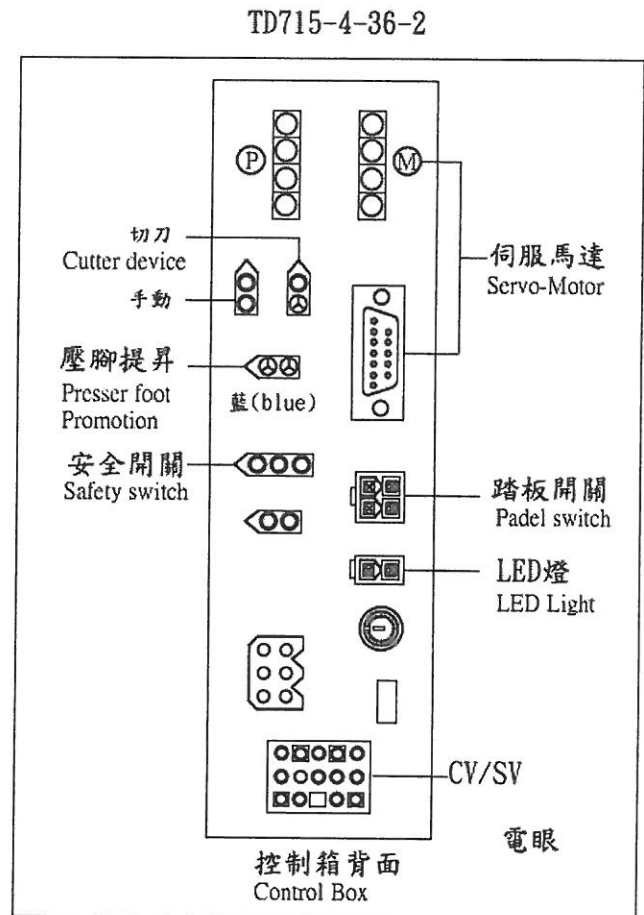 TD715-4-36-2
P
M
切刀
Cutter device
手動
伺服馬達
Servo-Motor
壓腳提昇
Presser foot
Promotion
藍(blue)
安全開關
Safety switch
踏板開關
Padel switch
LED燈
LED Light
CV/SV
電眼
控制箱背面
Control Box